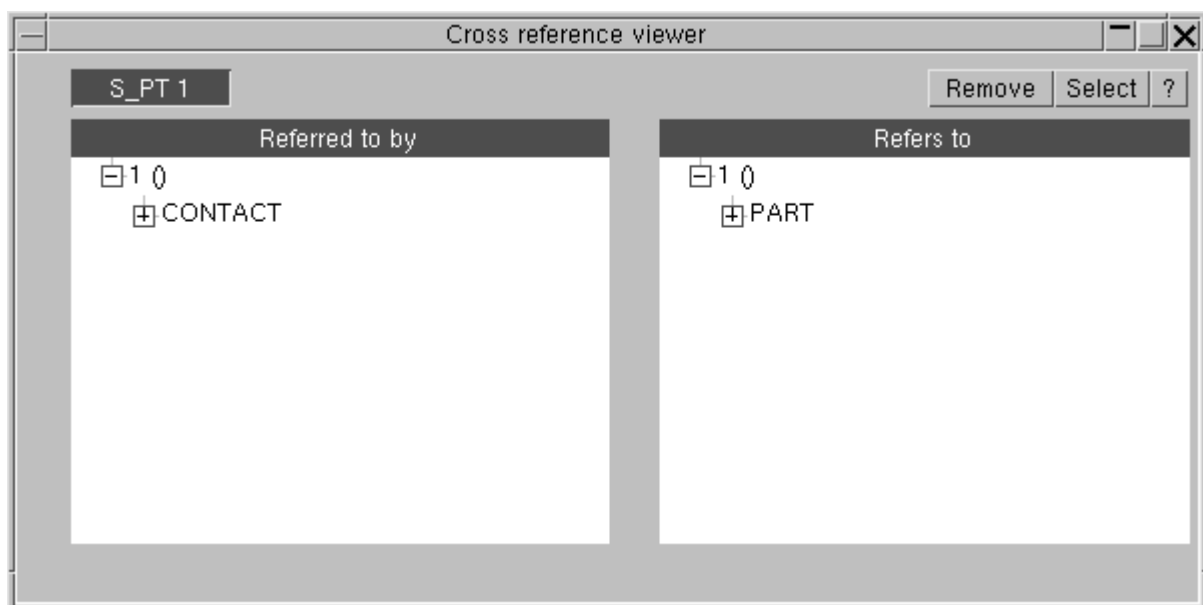 Cross reference viewer
S_PT 1
Remove Select ?
Referred to by
1 ()
CONTACT
Refers to
1 ()
PART